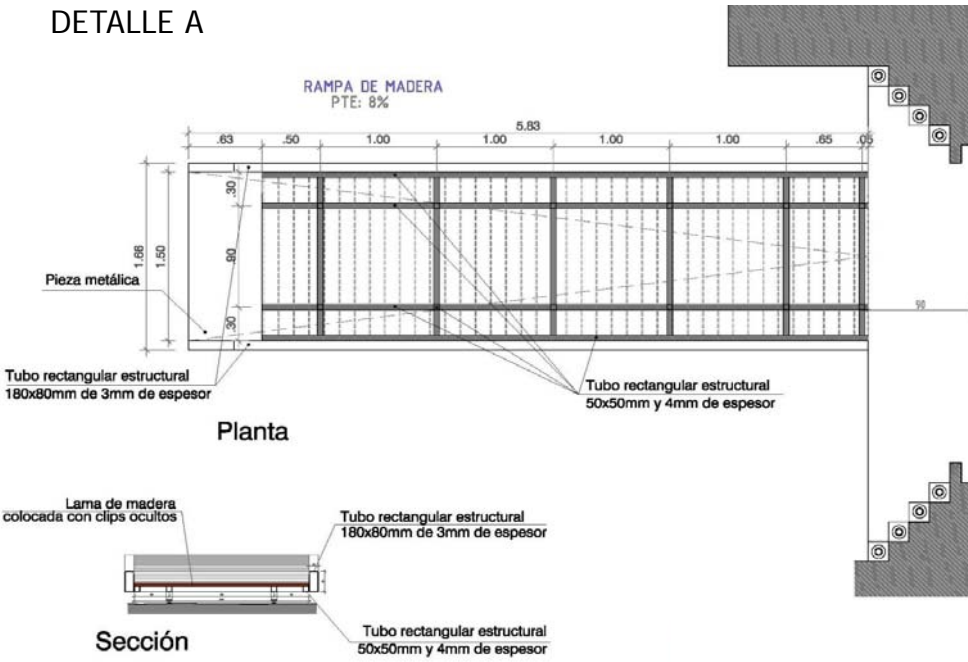 DETALLE A
RAMPA DE MADERA
PTE: 8%
5.83
.63 .50 1.00 1.00 1.00 1.00 .65 .05
.30
1.66 1.50 .90
.30
Pieza metálica
50
Tubo rectangular estructural
180x80mm de 3mm de espesor
Tubo rectangular estructural
50x50mm y 4mm de espesor
Planta
Lama de madera
colocada con clips ocultos
Tubo rectangular estructural
180x80mm de 3mm de espesor
Sección
Tubo rectangular estructural
50x50mm y 4mm de espesor